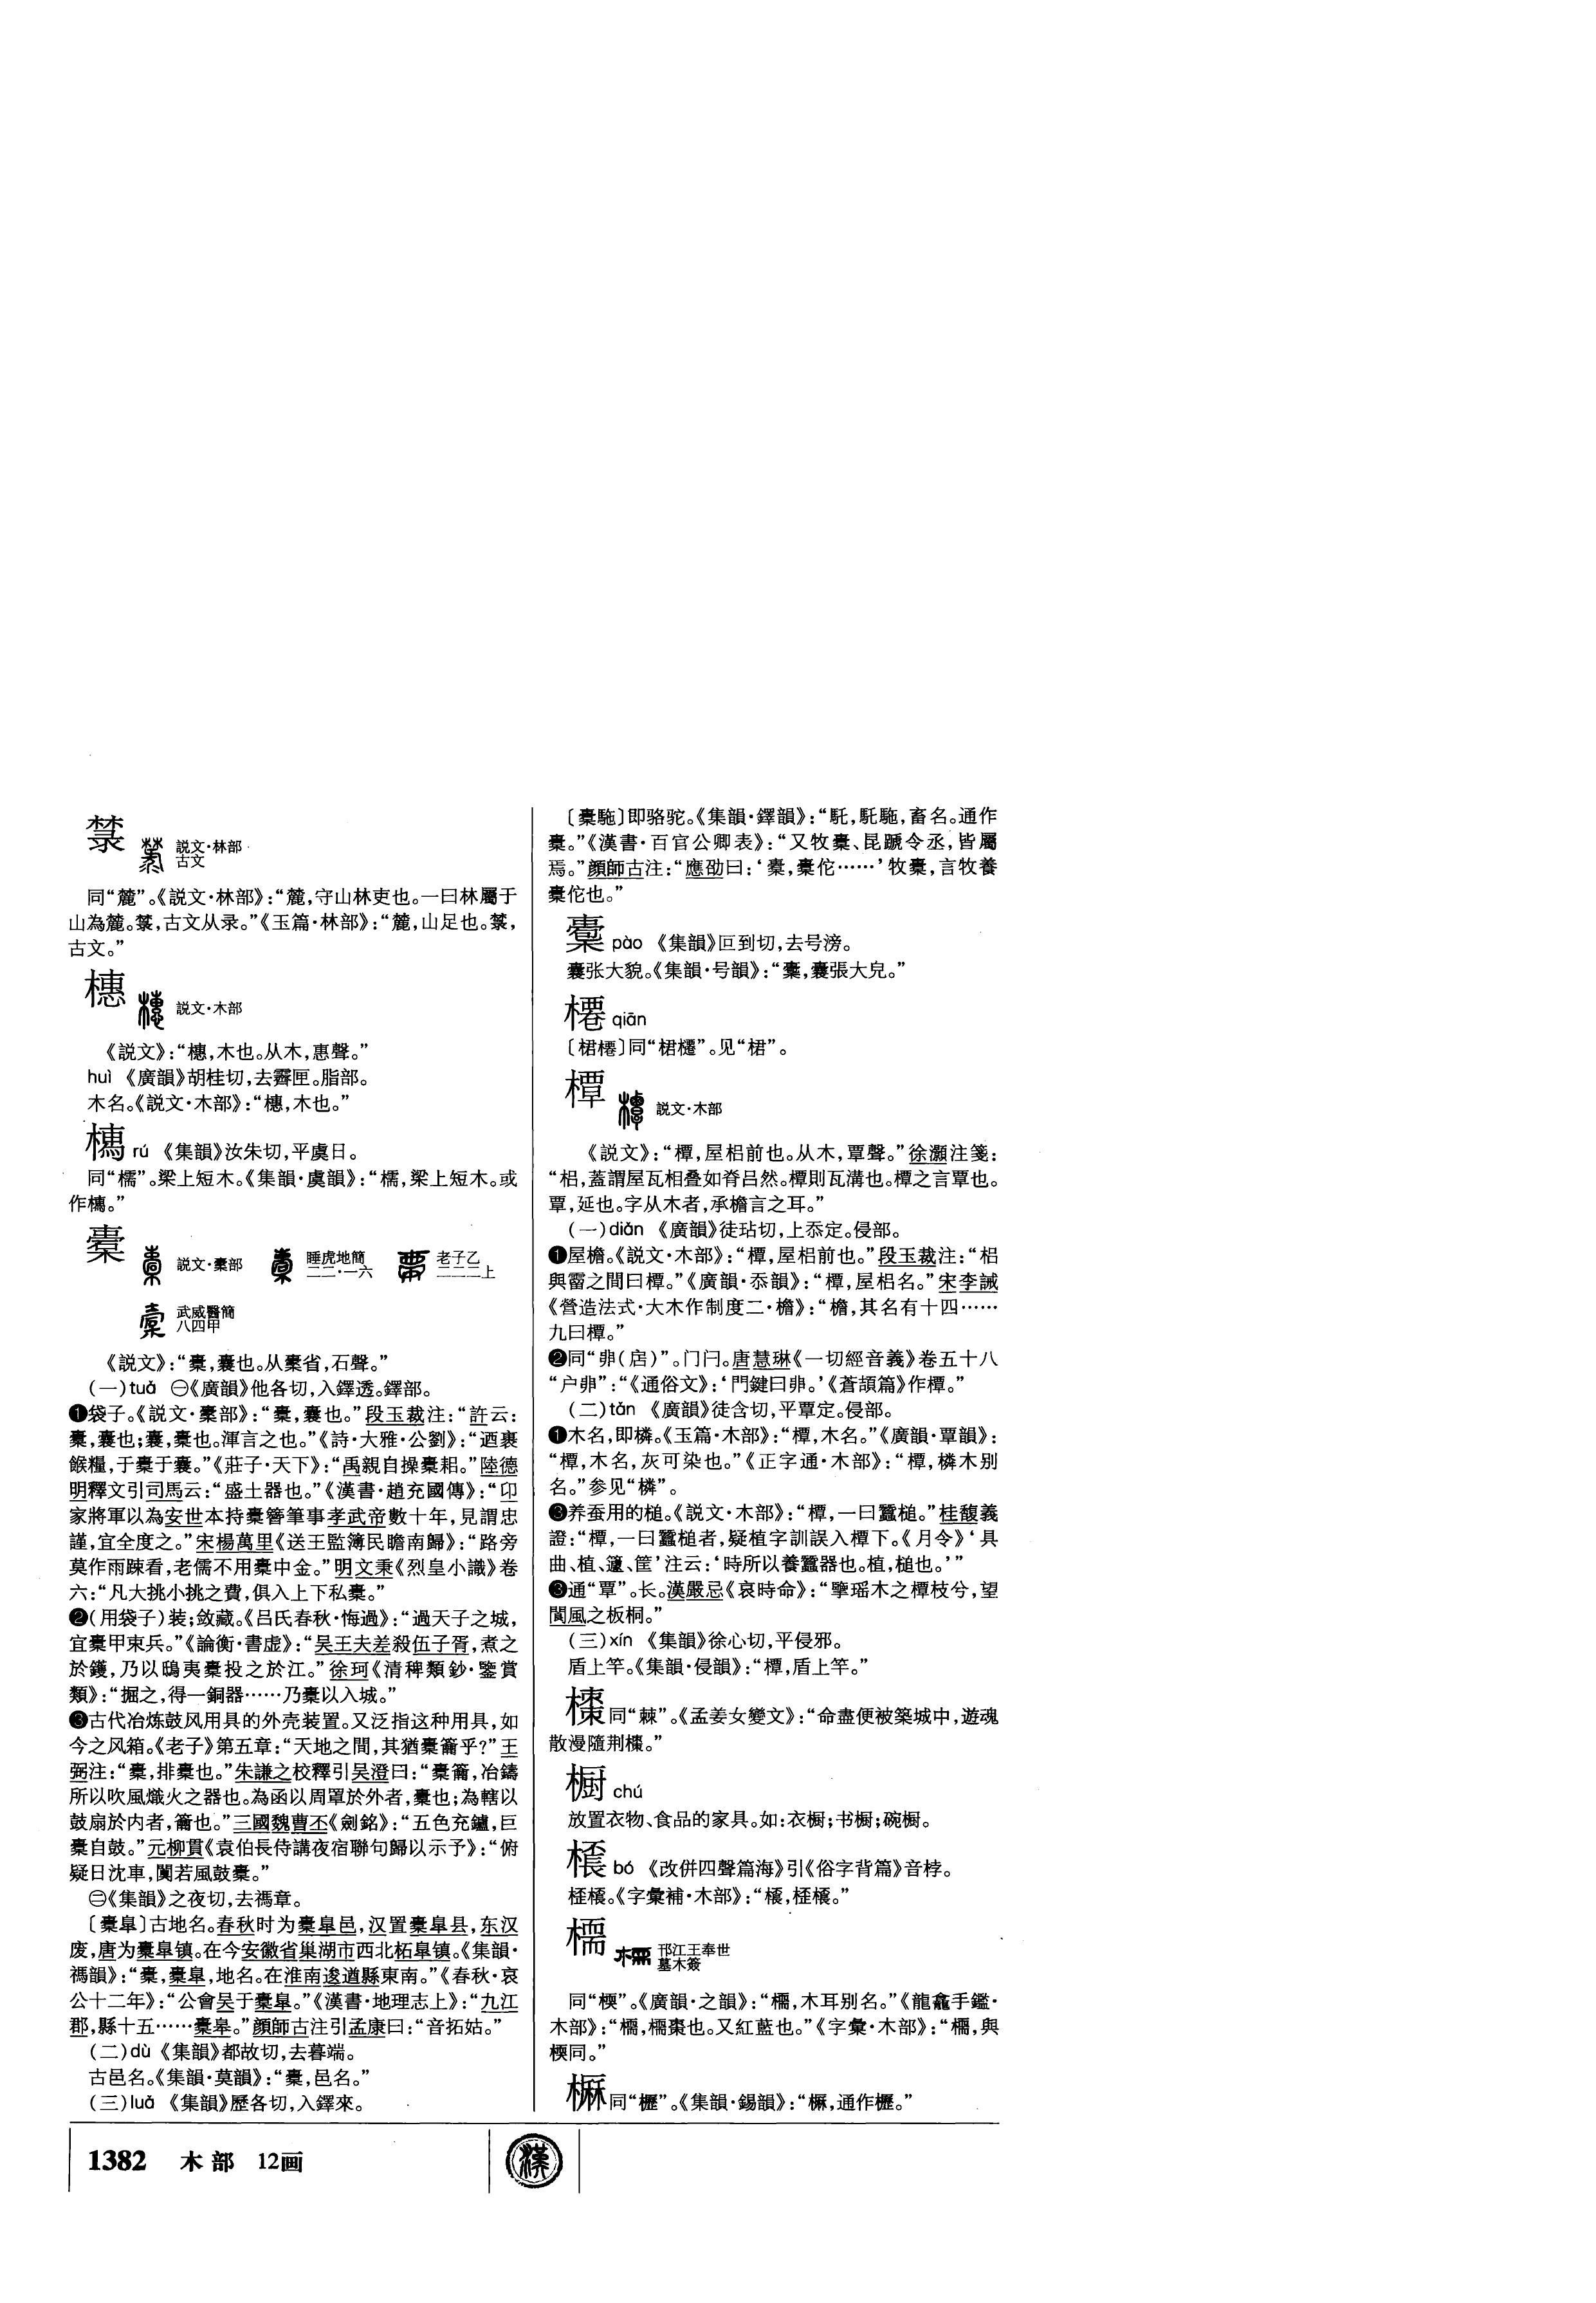 説文·林部
古文
同“麓”。《説文·林部》：“麓，守山林吏也。一曰林屬于
山為麓。𣐤，古文从录。”《玉篇·林部》：“麓，山足也。𣐤，
古文。”
橞 説文·木部
《説文》：“橞，木也。从木，惠聲。”
huì 《廣韻》胡桂切，去霽匣。脂部。
木名。《説文·木部》：“橞，木也。”
rú 《集韻》汝朱切，平虞日。
同“檽”。梁上短木。《集韻·虞韻》：“檽，梁上短木。或
作。”
橐 説文·㯻部 睡虎地簡 二二·一六 老子乙 二二二上
武威醫簡
八四甲
《説文》：“橐，囊也。从㯻省，石聲。”
（一）tuó ㊀《廣韻》他各切，入鐸透。鐸部。
❶袋子。《説文·㯻部》：“橐，囊也。”段玉裁注：“許云：
橐，囊也；囊，橐也。渾言之也。”《詩·大雅·公劉》：“迺裹
餱糧，于橐于囊。”《莊子·天下》：“禹親自操橐耜。”陸德
明釋文引司馬云：“盛土器也。”《漢書·趙充國傳》：“卬
家將軍以為安世本持橐簪筆事孝武帝數十年，見謂忠
謹，宜全度之。”宋楊萬里《送王監簿民瞻南歸》：“路旁
莫作兩踈看，老儒不用橐中金。”明文秉《烈皇小識》卷
六：“凡大挑小挑之費，俱入上下私橐。”
❷（用袋子）装；敛藏。《吕氏春秋·悔過》：“過天子之城，
宜橐甲束兵。”《論衡·書虚》：“吴王夫差殺伍子胥，煮之
於鑊，乃以鴟夷橐投之於江。”徐珂《清稗類鈔·鑒賞
類》：“掘之，得一銅器……乃橐以入城。”
❸古代冶炼鼓风用具的外壳装置。又泛指这种用具，如
今之风箱。《老子》第五章：“天地之間，其猶橐籥乎？”王
弼注：“橐，排橐也。”朱謙之校釋引吴澄曰：“橐籥，冶鑄
所以吹風熾火之器也。為函以周罩於外者，橐也；為轄以
鼓扇於内者，籥也。”三國魏曹丕《劍銘》：“五色充鑪，巨
橐自鼓。”元柳貫《袁伯長侍講夜宿聯句歸以示予》：“俯
疑日沈車，闃若風鼓橐。”
㊁《集韻》之夜切，去禡章。
〔橐皋〕古地名。春秋时为橐皋邑，汉置橐皋县，东汉
废，唐为橐皋镇。在今安徽省巢湖市西北柘皋镇。《集韻·
禡韻》：“橐，橐皋，地名。在淮南逡遒縣東南。”《春秋·哀
公十二年》：“公會吴于橐皋。”《漢書·地理志上》：“九江
郡，縣十五……橐皋。”顔師古注引孟康曰：“音拓姑。”
（二）dù 《集韻》都故切，去暮端。
古邑名。《集韻·莫韻》：“橐，邑名。”
（三）luò 《集韻》歷各切，入鐸來。
〔橐馳〕即骆驼。《集韻·鐸韻》：“馲，馲馳，畜名。通作
橐。”《漢書·百官公卿表》：“又牧橐、昆蹏令丞，皆屬
焉。”顔師古注：“應劭曰：‘橐，橐佗……’牧橐，言牧養
橐佗也。”
pào 《集韻》叵到切，去号滂。
囊张大貌。《集韻·号韻》：“，囊張大皃。”
qiān
〔桾〕同“桾櫏”。见“桾”。
橝 説文·木部
《説文》：“橝，屋梠前也。从木，覃聲。”徐灝注箋：
“梠，蓋謂屋瓦相叠如脊吕然。橝則瓦溝也。橝之言覃也。
覃，延也。字从木者，承檐言之耳。”
（一）diàn 《廣韻》徒玷切，上忝定。侵部。
❶屋檐。《説文·木部》：“橝，屋梠前也。”段玉裁注：“梠
與霤之間曰橝。”《廣韻·忝韻》：“橝，屋梠名。”宋李誡
《營造法式·大木作制度二·檐》：“檐，其名有十四……
九曰橝。”
❷同“（扂）”。门闩。唐慧琳《一切經音義》卷五十八
“户”：“《通俗文》：‘門鍵曰。’《蒼頡篇》作橝。”
（二）tán 《廣韻》徒含切，平覃定。侵部。
❶木名，即橉。《玉篇·木部》：“橝，木名。”《廣韻·覃韻》：
“橝，木名，灰可染也。”《正字通·木部》：“橝，橉木别
名。”参见“橉”。
❸养蚕用的槌。《説文·木部》：“橝，一曰蠶槌。”桂馥義
證：“橝，一曰蠶槌者，疑植字訓誤入橝下。《月令》‘具
曲、植、籧、筐’注云：‘時所以養蠶器也。植，槌也。’”
❸通“覃”。长。漢嚴忌《哀時命》：“擥瑶木之橝枝兮，望
閬風之板桐。”
（三）xín 《集韻》徐心切，平侵邪。
盾上竿。《集韻·侵韻》：“橝，盾上竿。”
同“棘”。《孟姜女變文》：“命盡便被築城中，遊魂
散漫隨荆。”
橱 chú
放置衣物、食品的家具。如：衣橱；书橱；碗橱。
bó 《改併四聲篇海》引《俗字背篇》音桲。
桎。《字彙補·木部》：“，桎。”
邗江王奉世
墓木簽
同“檽”。《廣韻·之韻》：“，木耳别名。”《龍龕手鑑·
木部》：“，棗也。又紅藍也。”《字彙·木部》：“，與
同。”
同“櫪”。《集韻·錫韻》：“，通作櫪。”
1382 木部 12画
漢